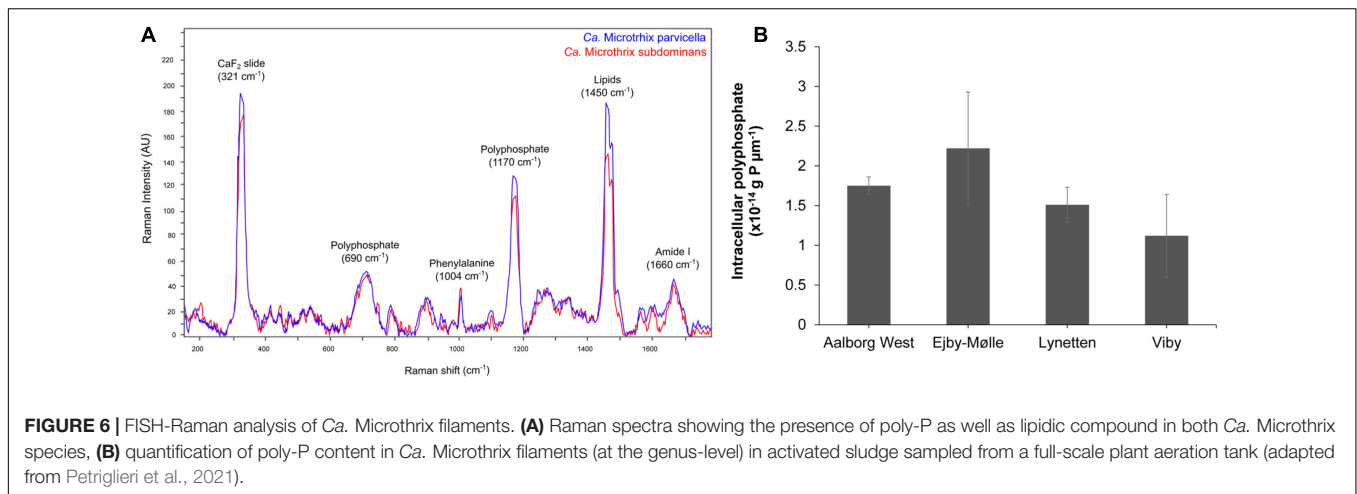 A
Ca. Microtrhix parvicella
Ca. Microthrix subdominans
CaF₂ slide
(321 cm⁻¹)
Lipids
(1450 cm⁻¹)
Polyphosphate
(1170 cm⁻¹)
Polyphosphate
(690 cm⁻¹)
Phenylalanine
(1004 cm⁻¹)
Amide I
(1660 cm⁻¹)
Raman Intensity (AU)
220
200
180
160
140
120
100
80
60
50
40
30
20
10
0
200
400
600
800
1000
1200
1400
1600
Raman shift (cm⁻¹)
B
Intracellular polyphosphate
(x10⁻¹⁴ g P µm⁻¹)
3.5
3
2.5
2
1.5
1
0.5
0
Aalborg West
Ejby-Mølle
Lynetten
Viby
FIGURE 6 | FISH-Raman analysis of Ca. Microthrix filaments. (A) Raman spectra showing the presence of poly-P as well as lipidic compound in both Ca. Microthrix
species, (B) quantification of poly-P content in Ca. Microthrix filaments (at the genus-level) in activated sludge sampled from a full-scale plant aeration tank (adapted
from Petriglieri et al., 2021).